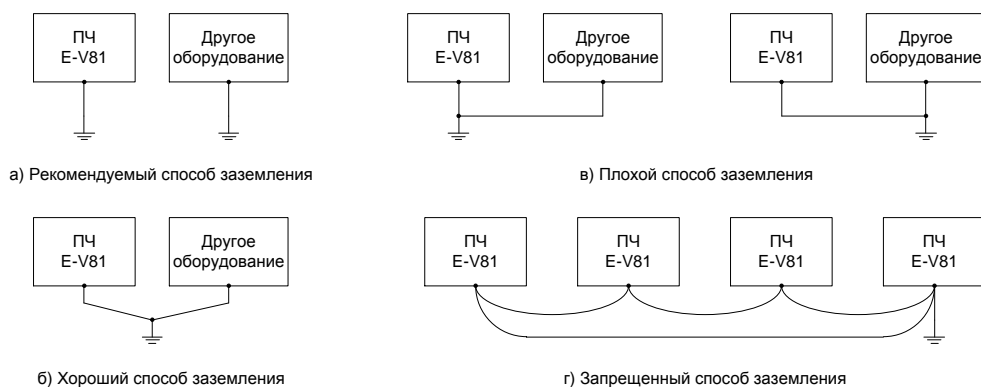 ПЧ
E-V81
Другое
оборудование
а) Рекомендуемый способ заземления
ПЧ
E-V81
Другое
оборудование
ПЧ
E-V81
Другое
оборудование
в) Плохой способ заземления
ПЧ
E-V81
Другое
оборудование
б) Хороший способ заземления
ПЧ
E-V81
ПЧ
E-V81
ПЧ
E-V81
ПЧ
E-V81
г) Запрещенный способ заземления